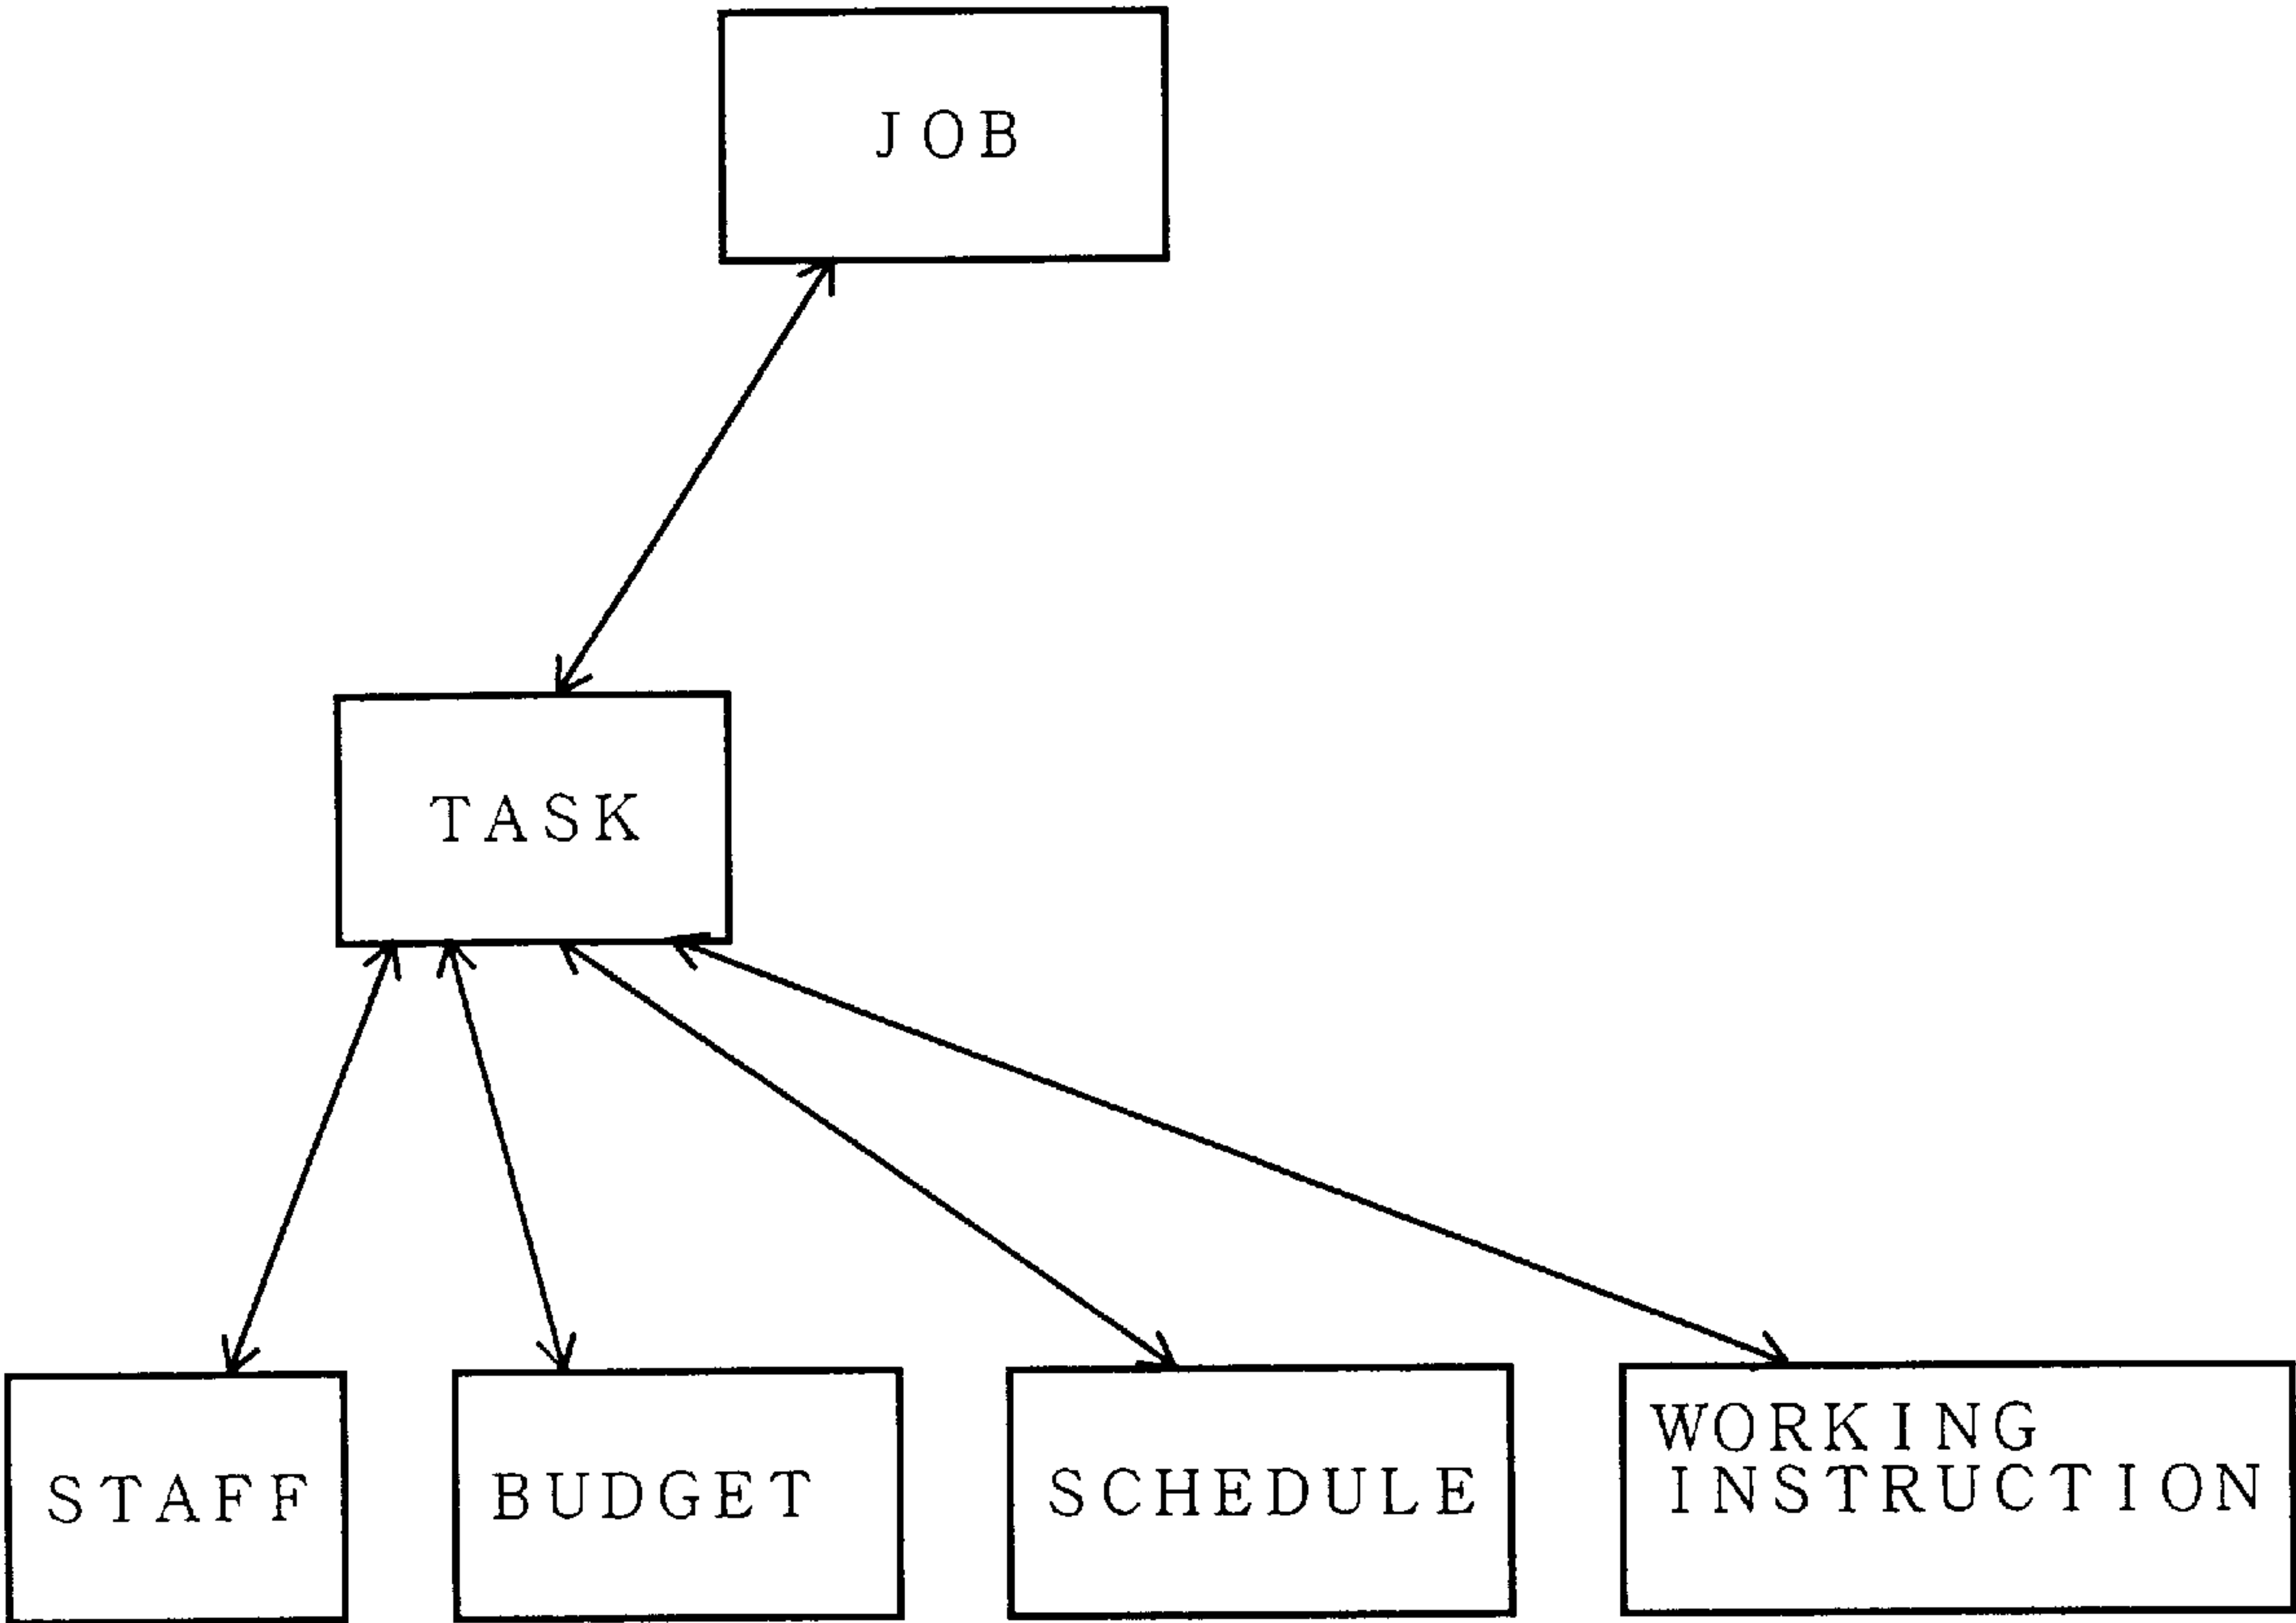 JOB
TASK
STAFF
BUDGET
SCHEDULE
WORKING
INSTRUCTION